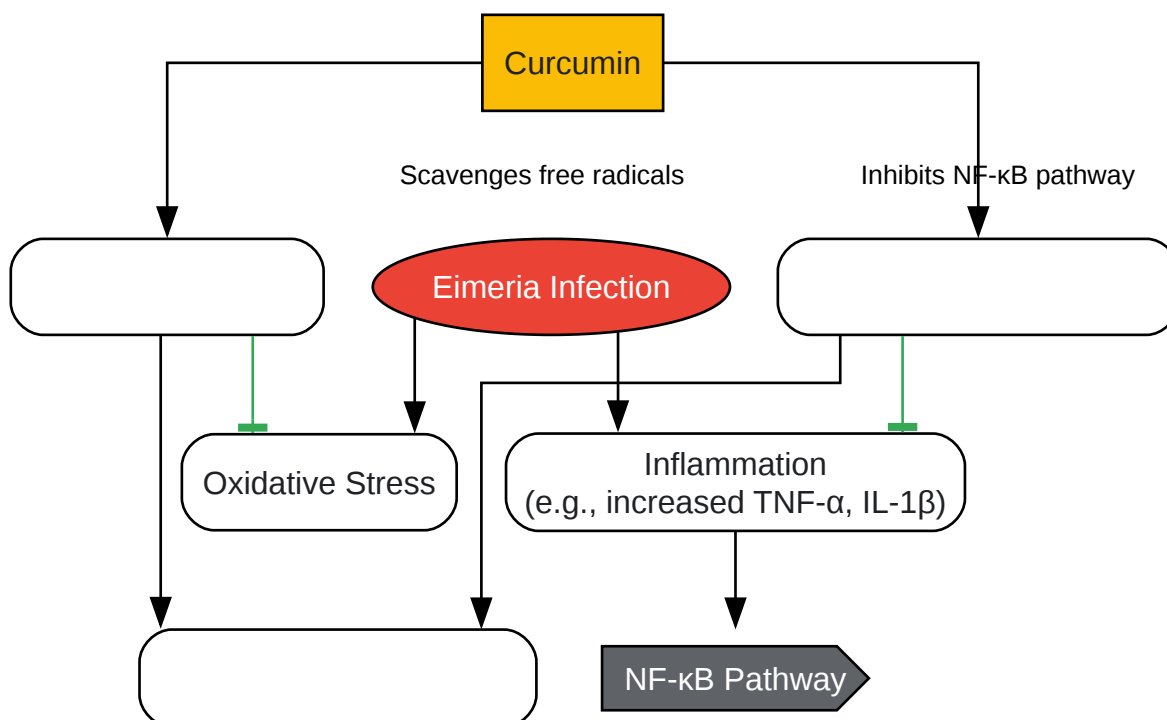 Curcumin
Scavenges free radicals
Inhibits NF-κB pathway
Eimeria Infection
Oxidative Stress
Inflammation
(e.g., increased TNF-α, IL-1β)
NF-κB Pathway